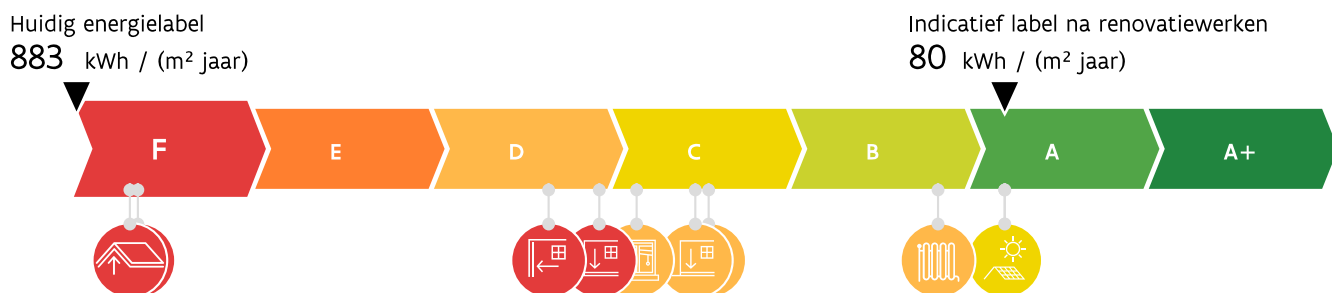 Huidig energielabel
883 kWh / (m² jaar)
Indicatief label na renovatiewerken
80 kWh / (m² jaar)
F E D C B A A+